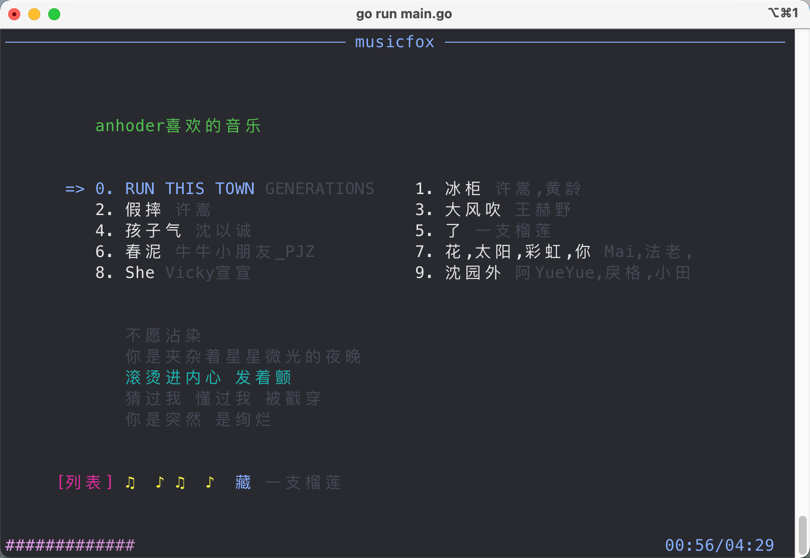 go run main.go
⌥⌘1
musicfox
anhoder喜欢的音乐
=> 0. RUN THIS TOWN GENERATIONS 1. 冰柜 许嵩,黄龄
2. 假摔 许嵩 3. 大风吹 王赫野
4. 孩子气 沈以诚 5. 了 一支榴莲
6. 春泥 牛牛小朋友_PJZ 7. 花,太阳,彩虹,你 Mai,法老,
8. She Vicky宣宣 9. 沈园外 阿YueYue,戾格,小田
不愿沾染
你是夹杂着星星微光的夜晚
滚烫进内心 发着颤
猜过我 懂过我 被戳穿
你是突然 是绚烂
[列表] ♫ ♪ ♫ ♪ 藏 一支榴莲
############# 00:56/04:29